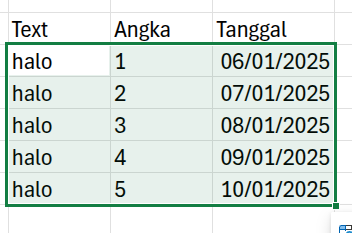 Text Angka Tanggal
halo 1 06/01/2025
halo 2 07/01/2025
halo 3 08/01/2025
halo 4 09/01/2025
halo 5 10/01/2025